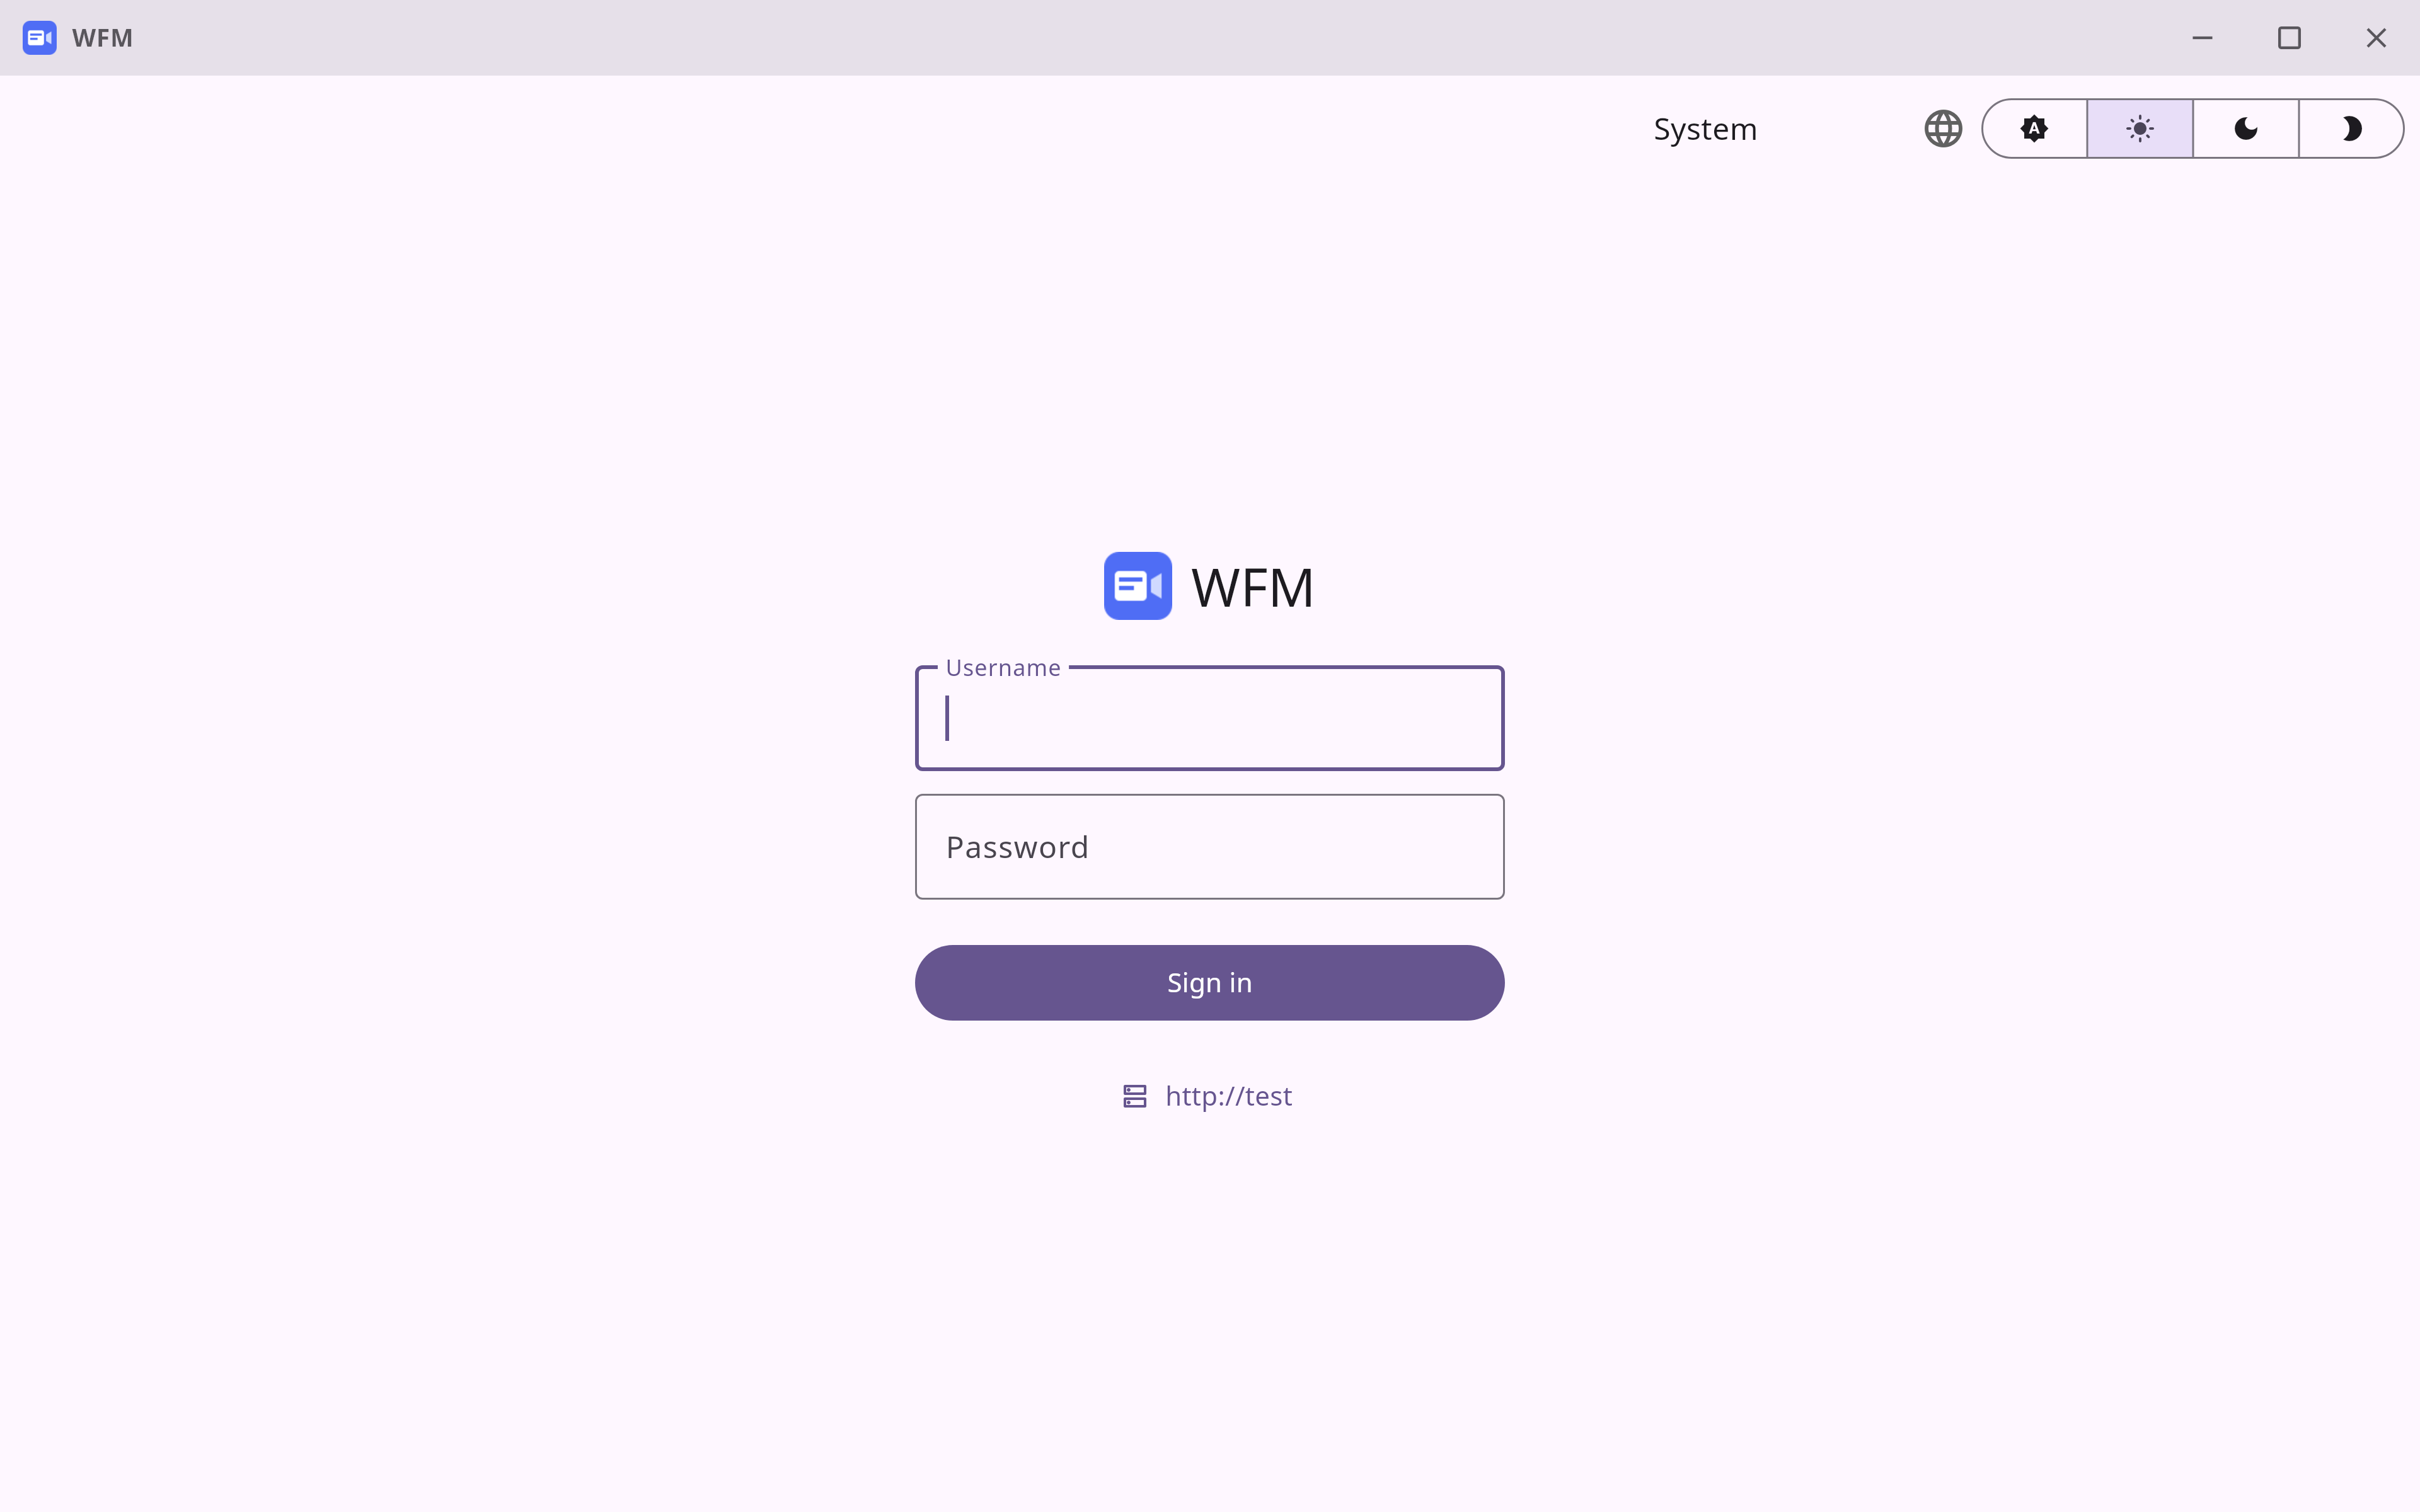 WFM
System
A
WFM
Username
Password
Sign in
http://test